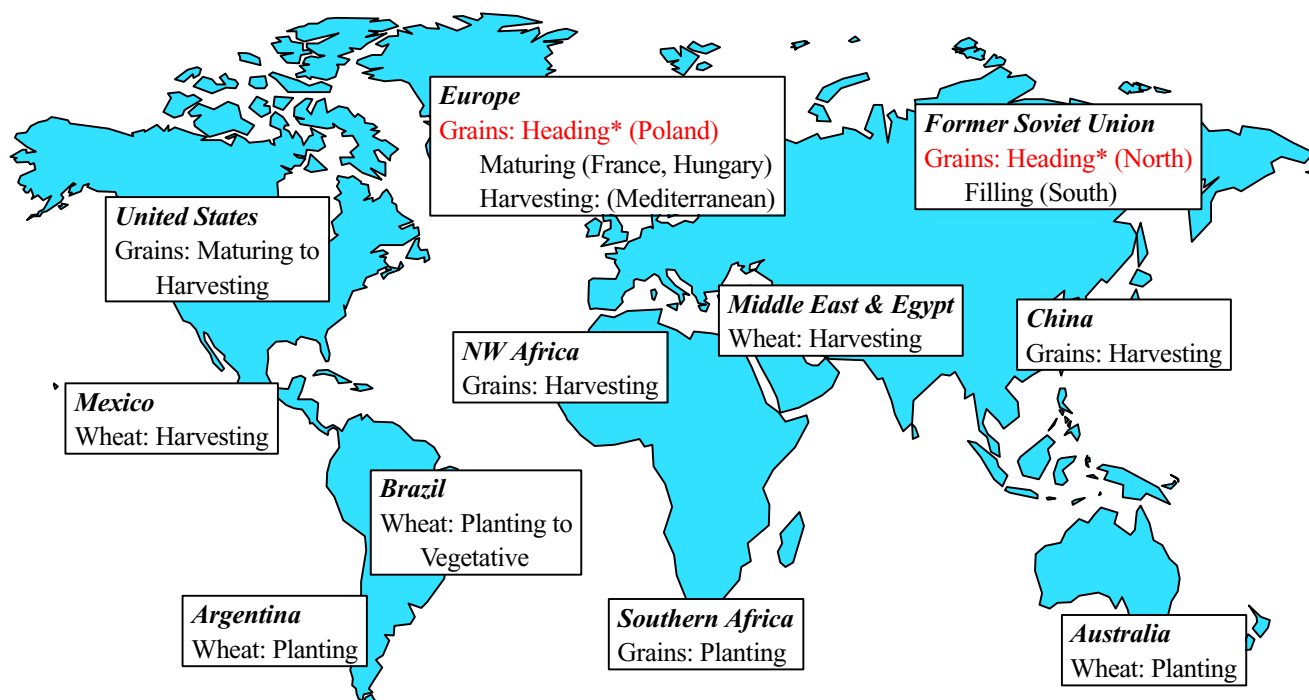 Europe
Grains: Heading* (Poland)
Maturing (France, Hungary)
Harvesting: (Mediterranean)
Former Soviet Union
Grains: Heading* (North)
Filling (South)
United States
Grains: Maturing to
Harvesting
Middle East & Egypt
Wheat: Harvesting
China
Grains: Harvesting
NW Africa
Grains: Harvesting
Mexico
Wheat: Harvesting
Brazil
Wheat: Planting to
Vegetative
Argentina
Wheat: Planting
Southern Africa
Grains: Planting
Australia
Wheat: Planting